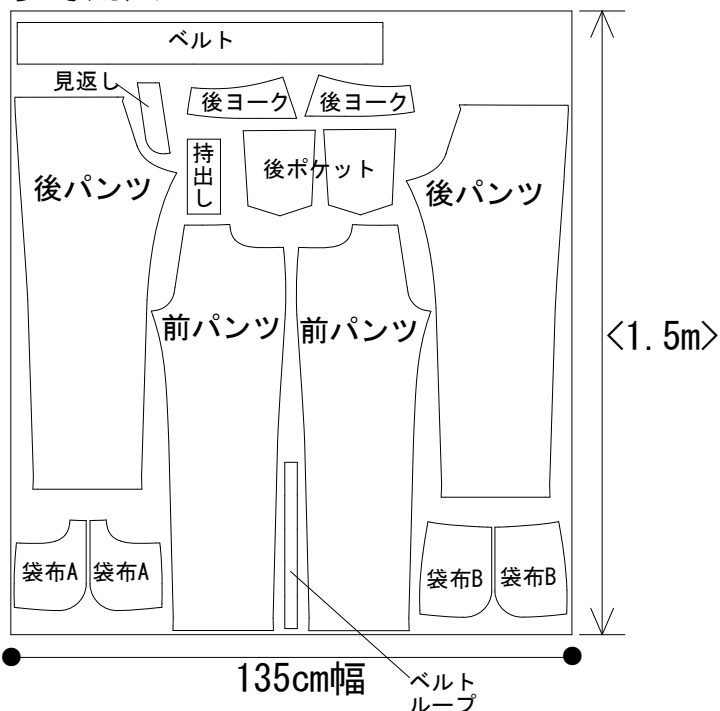 ベルト
見返し
後ヨーク
後ヨーク
持出し
後ポケット
後パンツ
後パンツ
前パンツ
前パンツ
<1.5m>
袋布A
袋布A
袋布B
袋布B
135cm幅
ベルト
ループ